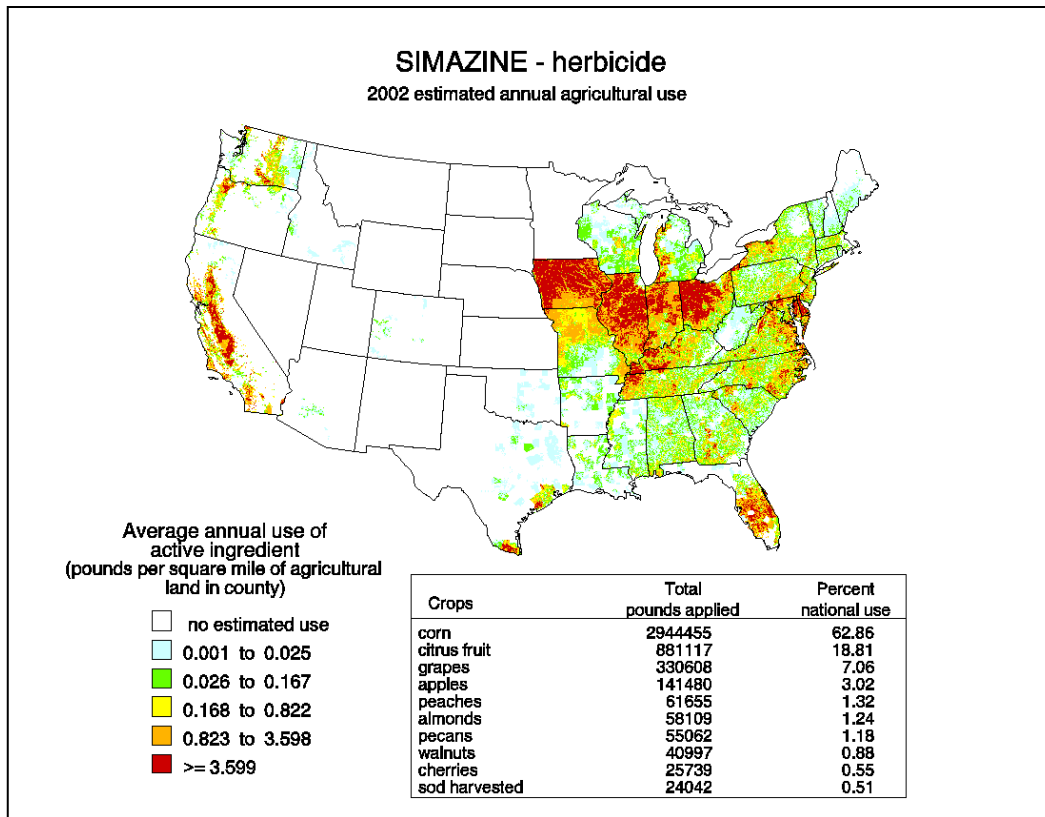 SIMAZINE - herbicide
2002 estimated annual agricultural use
Average annual use of
active ingredient
(pounds per square mile of agricultural
land in county)
no estimated use
0.001 to 0.025
0.026 to 0.167
0.168 to 0.822
0.823 to 3.598
>= 3.599
Crops Total pounds applied Percent national use
corn 2944455 62.86
citrus fruit 881117 18.81
grapes 330608 7.06
apples 141480 3.02
peaches 61655 1.32
almonds 58109 1.24
pecans 55062 1.18
walnuts 40997 0.88
cherries 25739 0.55
sod harvested 24042 0.51